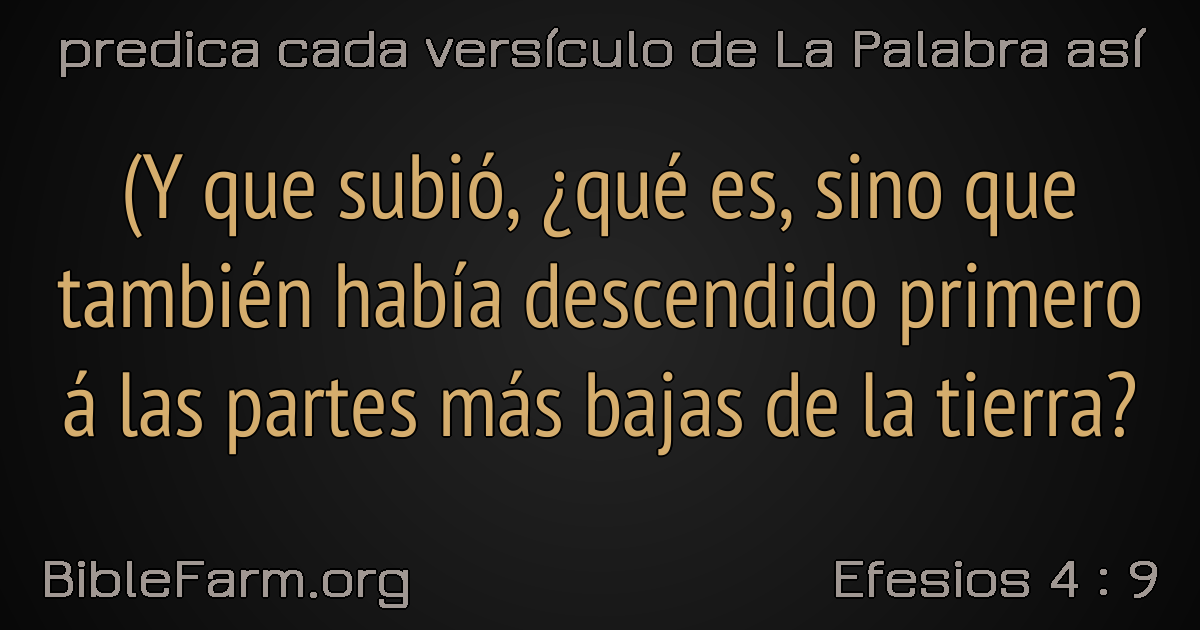 predica cada versículo de La Palabra así
(Y que subió, ¿qué es, sino que
también había descendido primero
á las partes más bajas de la tierra?
BibleFarm.org
Efesios 4 : 9